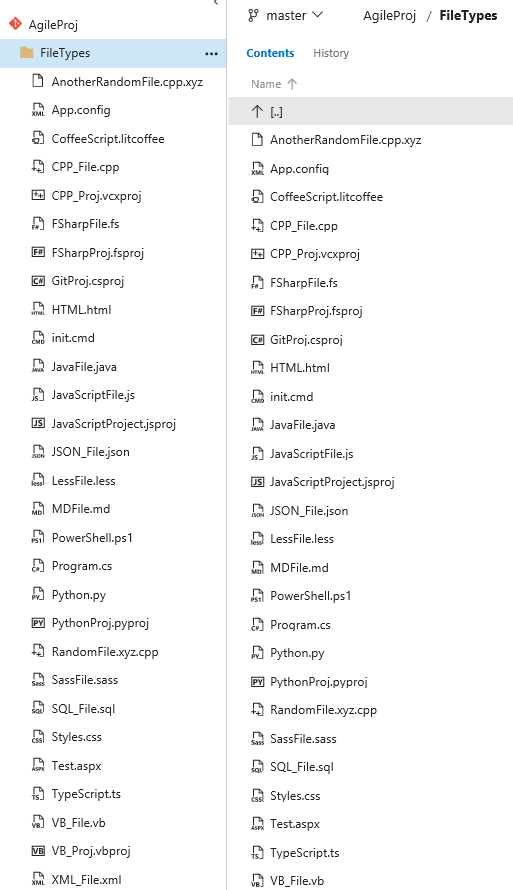 AgileProj
FileTypes
AnotherRandomFile.cpp.xyz
App.config
CoffeeScript.litcoffee
CPP_File.cpp
CPP_Proj.vcxproj
FSharpFile.fs
FSharpProj.fsproj
GitProj.csproj
HTML.html
init.cmd
JavaFile.java
JavaScriptFile.js
JavaScriptProject.jsproj
JSON_File.json
LessFile.less
MDFile.md
PowerShell.ps1
Program.cs
Python.py
PythonProj.pyproj
RandomFile.xyz.cpp
SassFile.sass
SQL_File.sql
Styles.css
Test.aspx
TypeScript.ts
VB_File.vb
VB_Proj.vbproj
XML_File.xml
master AgileProj / FileTypes
Contents History
Name
[..]
AnotherRandomFile.cpp.xyz
App.config
CoffeeScript.litcoffee
CPP_File.cpp
CPP_Proj.vcxproj
FSharpFile.fs
FSharpProj.fsproj
GitProj.csproj
HTML.html
init.cmd
JavaFile.java
JavaScriptFile.js
JavaScriptProject.jsproj
JSON_File.json
LessFile.less
MDFile.md
PowerShell.ps1
Program.cs
Python.py
PythonProj.pyproj
RandomFile.xyz.cpp
SassFile.sass
SQL_File.sql
Styles.css
Test.aspx
TypeScript.ts
VB_File.vb